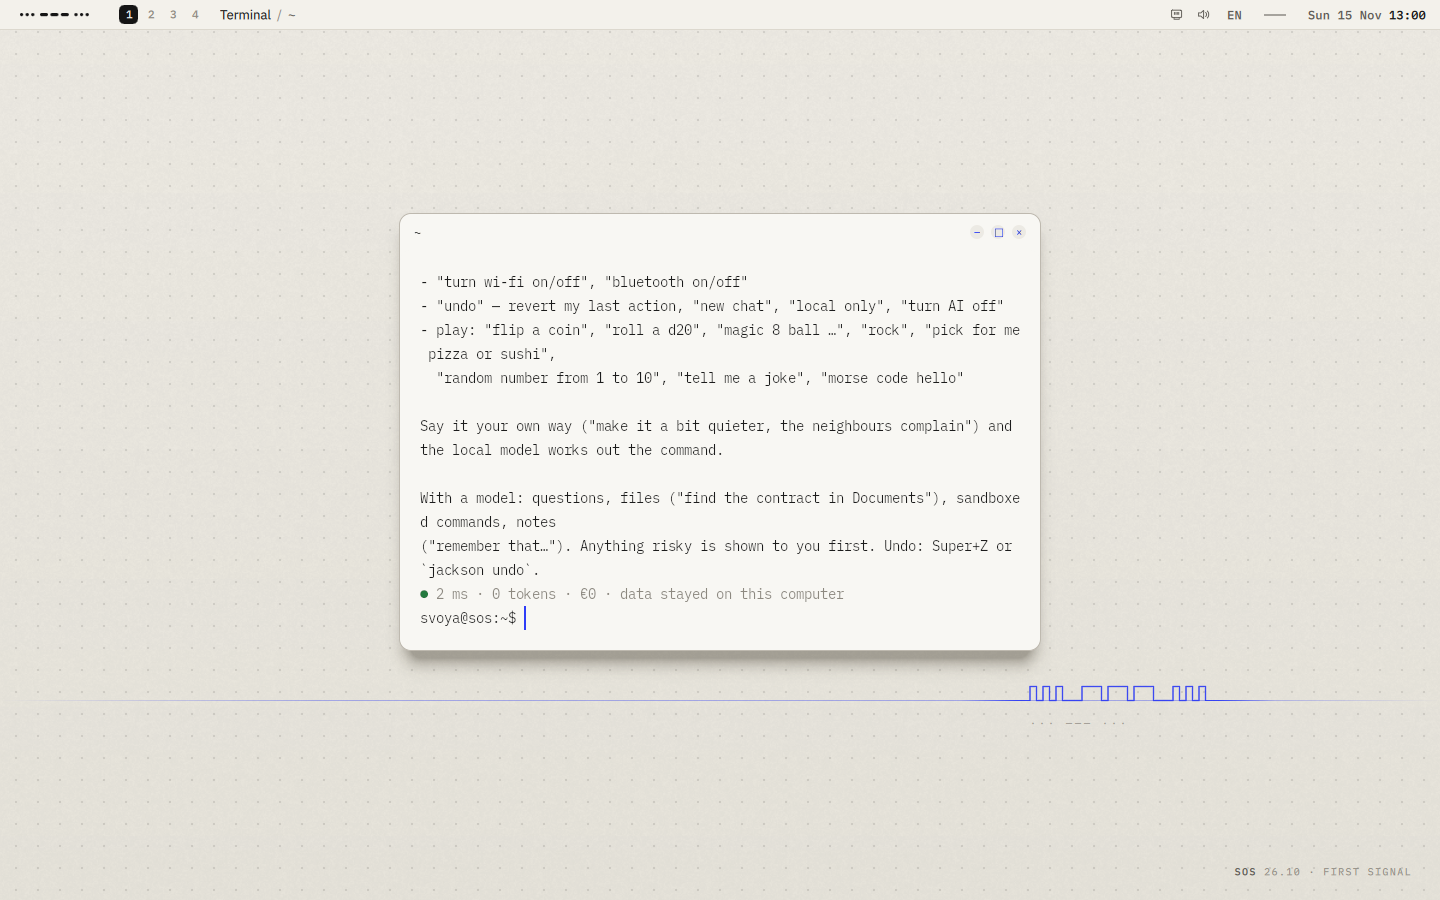 1 2 3 4 Terminal / ~ EN Sun 15 Nov 13:00
~
- "turn wi-fi on/off", "bluetooth on/off"
- "undo" — revert my last action, "new chat", "local only", "turn AI off"
- play: "flip a coin", "roll a d20", "magic 8 ball …", "rock", "pick for me
pizza or sushi",
"random number from 1 to 10", "tell me a joke", "morse code hello"
Say it your own way ("make it a bit quieter, the neighbours complain") and
the local model works out the command.
With a model: questions, files ("find the contract in Documents"), sandboxe
d commands, notes
("remember that…"). Anything risky is shown to you first. Undo: Super+Z or
`jackson undo`.
● 2 ms · 0 tokens · €0 · data stayed on this computer
svoya@sos:~$
... ——— ...
SOS 26.10 · FIRST SIGNAL